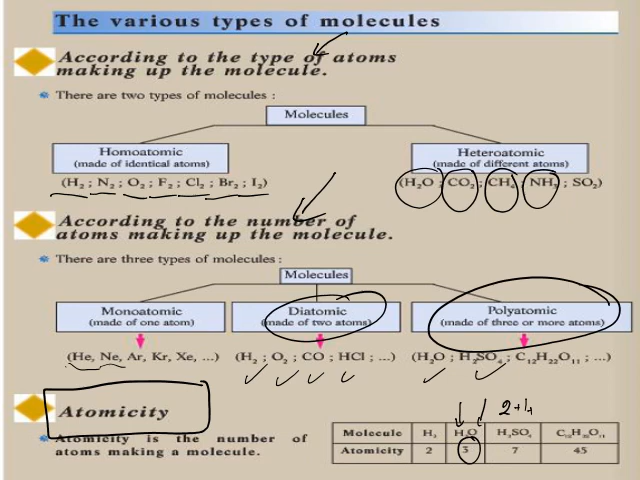 The various types of molecules
According to the type of atoms
making up the molecule.
There are two types of molecules :
Molecules
Homoatomic
(made of identical atoms)
Heteroatomic
(made of different atoms)
(H₂ ; N₂ ; O₂ ; F₂ ; Cl₂ ; Br₂ ; I₂)
(H₂O ; CO₂ ; CH₄ ; NH₃ ; SO₂)
According to the number of
atoms making up the molecule.
There are three types of molecules :
Molecules
Monoatomic
(made of one atom)
Diatomic
(made of two atoms)
Polyatomic
(made of three or more atoms)
(He, Ne, Ar, Kr, Xe, ...)
(H₂ ; O₂ ; CO ; HCl ; ...)
(H₂O ; H₂SO₄ ; C₁₂H₂₂O₁₁ ; ...)
Atomicity
Atomicity is the number of
atoms making a molecule.
Molecule H₂ H₂O H₂SO₄ C₁₂H₂₂O₁₁
Atomicity 2 3 7 45